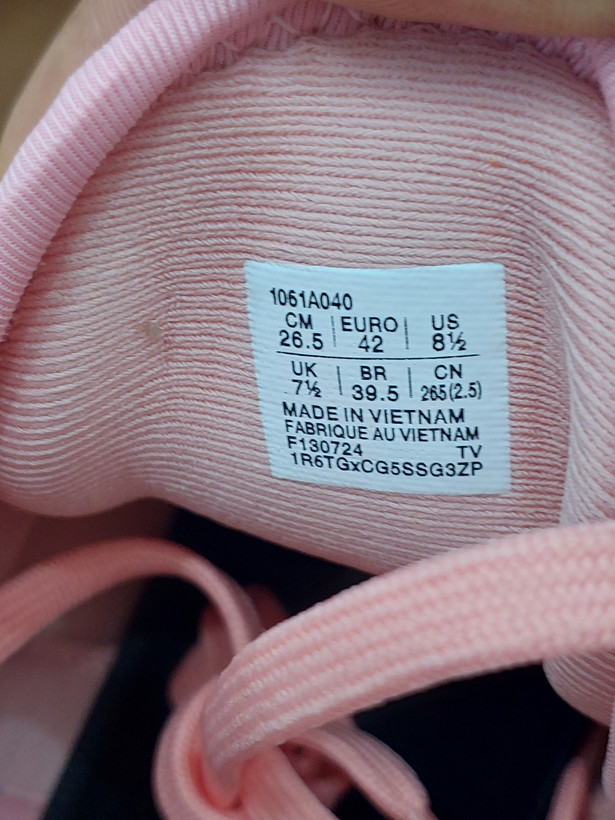 1061A040
CM | EURO | US
26.5 | 42 | 8½
UK | BR | CN
7½ | 39.5 | 265(2.5)
MADE IN VIETNAM
FABRIQUE AU VIETNAM
F130724 TV
1R6TGxCG5SSG3ZP